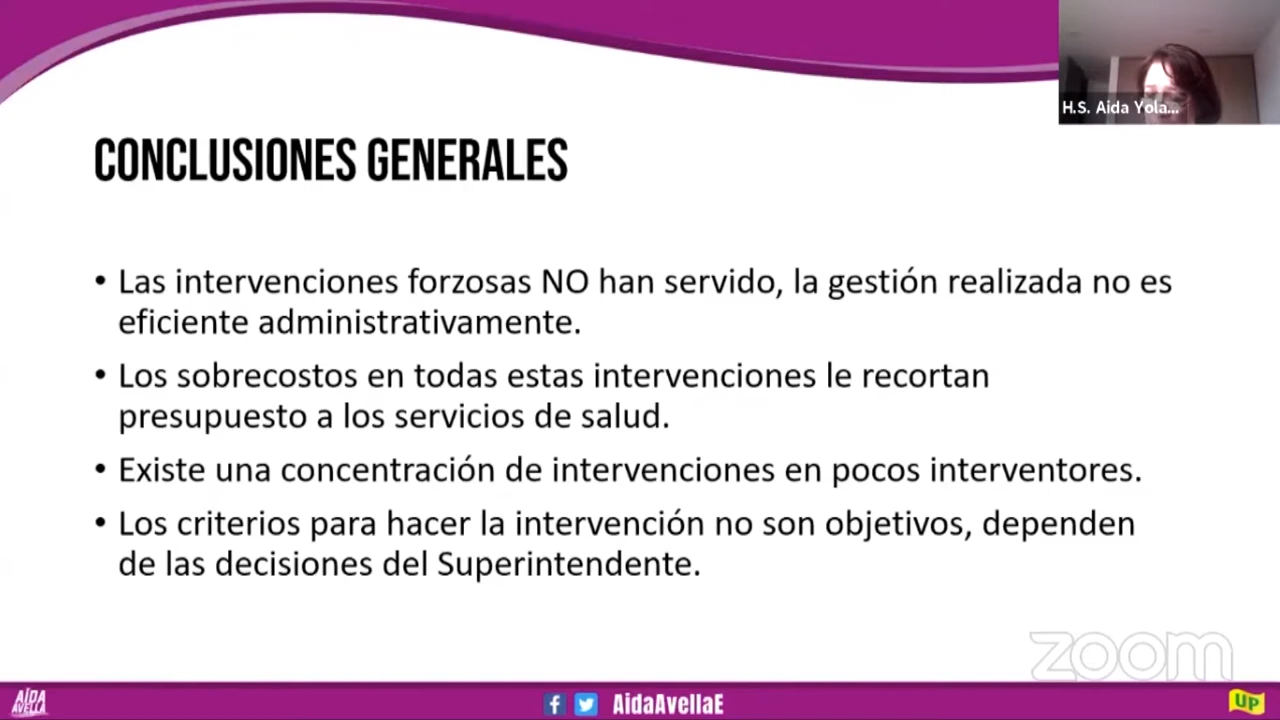 H.S. Aida Yola...
CONCLUSIONES GENERALES
• Las intervenciones forzosas NO han servido, la gestión realizada no es
eficiente administrativamente.
• Los sobrecostos en todas estas intervenciones le recortan
presupuesto a los servicios de salud.
• Existe una concentración de intervenciones en pocos interventores.
• Los criterios para hacer la intervención no son objetivos, dependen
de las decisiones del Superintendente.
zoom
AÍDA
AVELLA
AidaAvellaE
UP